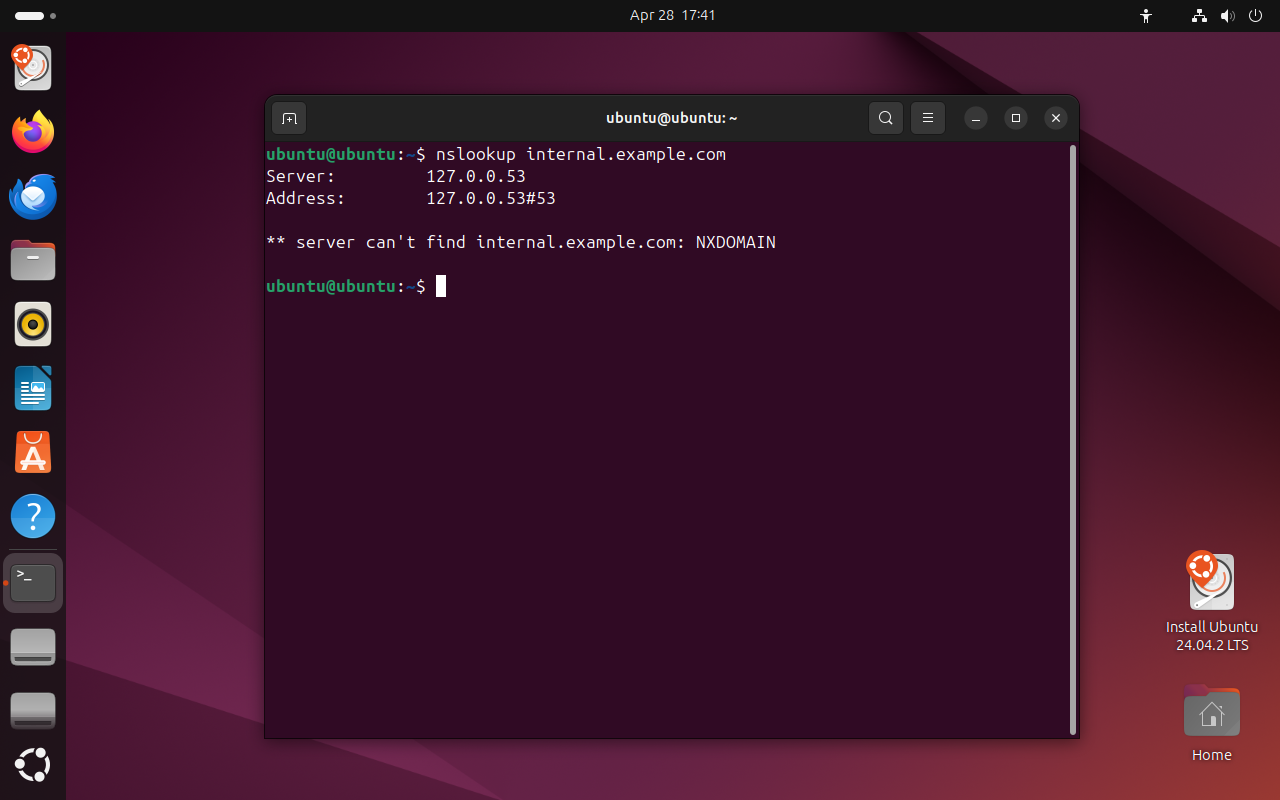 Apr 28 17:41
ubuntu@ubuntu: ~
ubuntu@ubuntu:~$ nslookup internal.example.com
Server: 127.0.0.53
Address: 127.0.0.53#53
** server can't find internal.example.com: NXDOMAIN
ubuntu@ubuntu:~$
>_
Install Ubuntu
24.04.2 LTS
Home